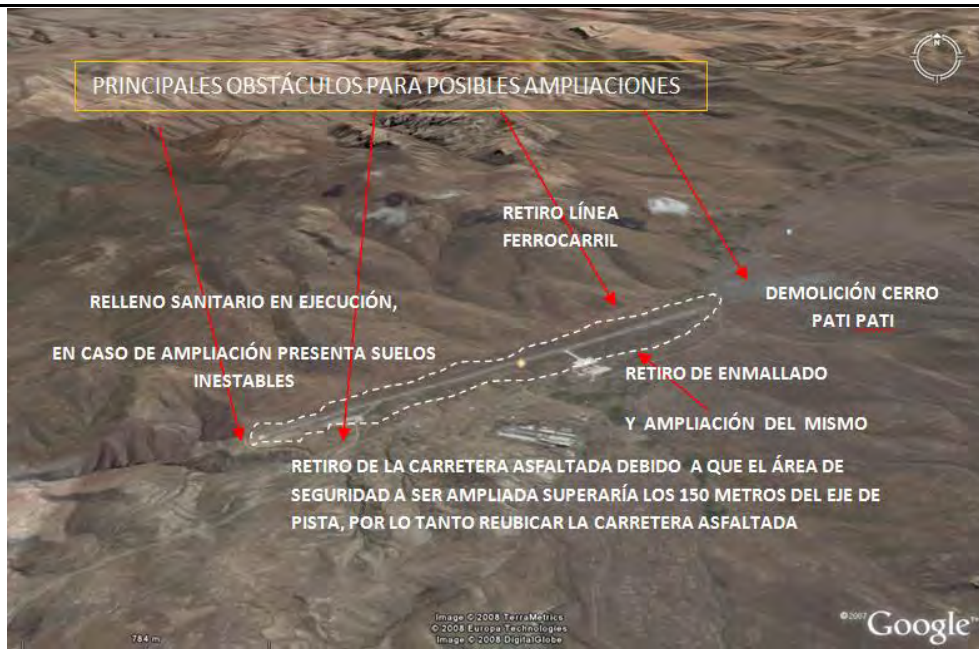 N
PRINCIPALES OBSTÁCULOS PARA POSIBLES AMPLIACIONES
RETIRO LÍNEA
FERROCARRIL
RELLENO SANITARIO EN EJECUCIÓN,
EN CASO DE AMPLIACIÓN PRESENTA SUELOS
INESTABLES
DEMOLICIÓN CERRO
PATI PATI
RETIRO DE ENMALLADO
Y AMPLIACIÓN DEL MISMO
RETIRO DE LA CARRETERA ASFALTADA DEBIDO A QUE EL ÁREA DE
SEGURIDAD A SER AMPLIADA SUPERARÍA LOS 150 METROS DEL EJE DE
PISTA, POR LO TANTO REUBICAR LA CARRETERA ASFALTADA
Image © 2008 TerraMetrics
© 2008 Europa Technologies
Image © 2008 DigitalGlobe
©2007 Google™
784 m